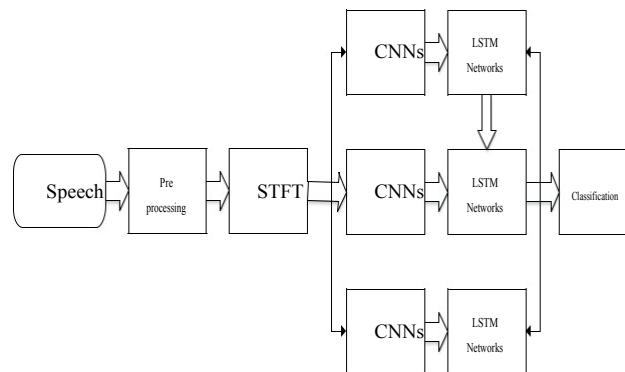 CNNs
LSTM
Networks
Speech
Pre
processing
STFT
CNNs
LSTM
Networks
Classification
CNNs
LSTM
Networks